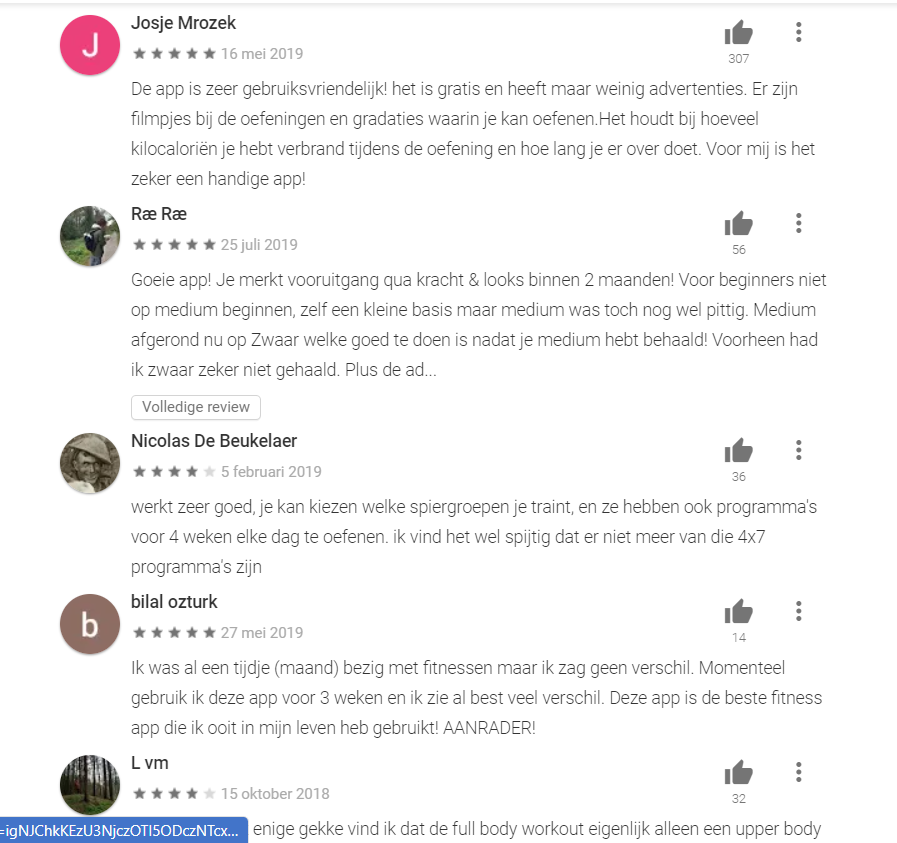 Josje Mrozek
16 mei 2019
307
De app is zeer gebruiksvriendelijk! het is gratis en heeft maar weinig advertenties. Er zijn
filmpjes bij de oefeningen en gradaties waarin je kan oefenen.Het houdt bij hoeveel
kilocaloriën je hebt verbrand tijdens de oefening en hoe lang je er over doet. Voor mij is het
zeker een handige app!
Ræ Ræ
25 juli 2019
56
Goeie app! Je merkt vooruitgang qua kracht & looks binnen 2 maanden! Voor beginners niet
op medium beginnen, zelf een kleine basis maar medium was toch nog wel pittig. Medium
afgerond nu op Zwaar welke goed te doen is nadat je medium hebt behaald! Voorheen had
ik zwaar zeker niet gehaald. Plus de ad...
Volledige review
Nicolas De Beukelaer
5 februari 2019
36
werkt zeer goed, je kan kiezen welke spiergroepen je traint, en ze hebben ook programma's
voor 4 weken elke dag te oefenen. ik vind het wel spijtig dat er niet meer van die 4x7
programma's zijn
b
bilal ozturk
27 mei 2019
14
Ik was al een tijdje (maand) bezig met fitnessen maar ik zag geen verschil. Momenteel
gebruik ik deze app voor 3 weken en ik zie al best veel verschil. Deze app is de beste fitness
app die ik ooit in mijn leven heb gebruikt! AANRADER!
L vm
15 oktober 2018
32
enige gekke vind ik dat de full body workout eigenlijk alleen een upper body